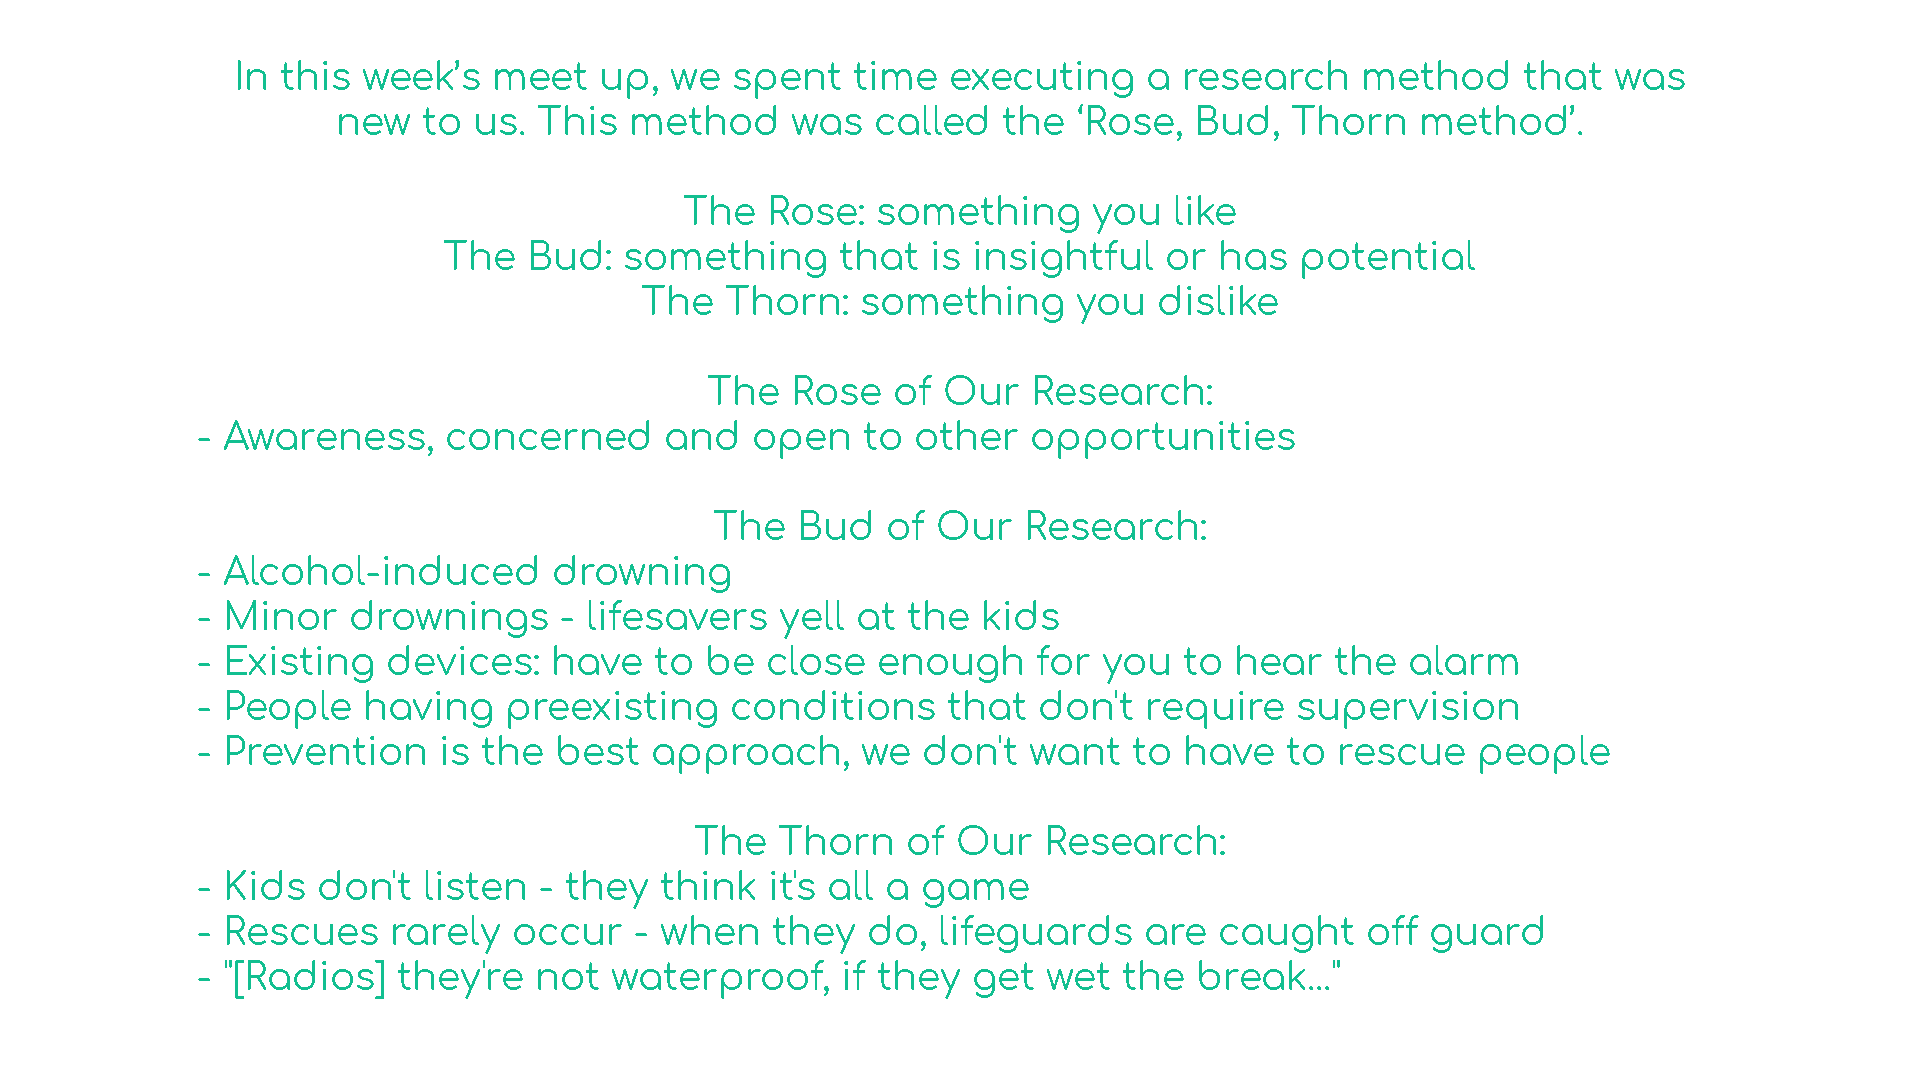 In this week’s meet up, we spent time executing a research method that was
new to us. This method was called the ‘Rose, Bud, Thorn method’.
The Rose: something you like
The Bud: something that is insightful or has potential
The Thorn: something you dislike
The Rose of Our Research:
- Awareness, concerned and open to other opportunities
The Bud of Our Research:
- Alcohol-induced drowning
- Minor drownings - lifesavers yell at the kids
- Existing devices: have to be close enough for you to hear the alarm
- People having preexisting conditions that don't require supervision
- Prevention is the best approach, we don't want to have to rescue people
The Thorn of Our Research:
- Kids don't listen - they think it's all a game
- Rescues rarely occur - when they do, lifeguards are caught off guard
- "[Radios] they're not waterproof, if they get wet the break..."